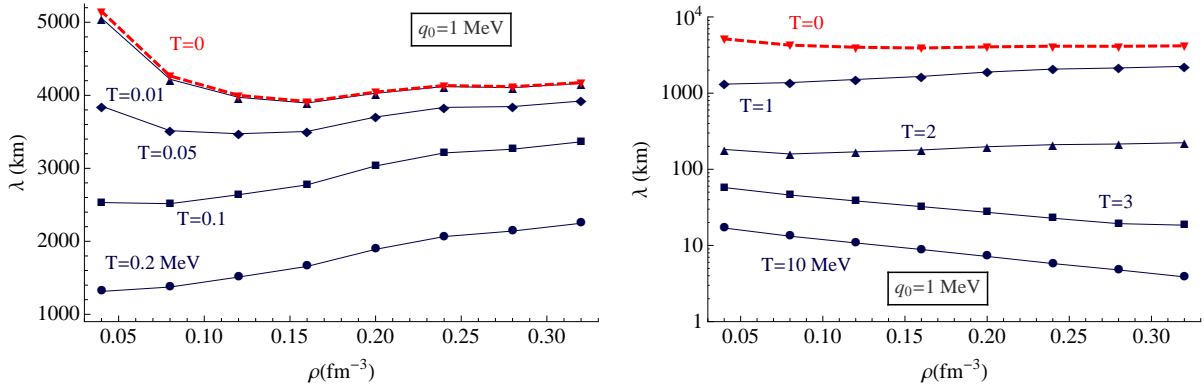 5000
4000
3000
2000
1000
λ (km)
q₀=1 MeV
T=0
T=0.01
T=0.05
T=0.1
T=0.2 MeV
0.05 0.10 0.15 0.20 0.25 0.30
ρ(fm⁻³)
10⁴
1000
100
10
1
λ (km)
T=0
T=1
T=2
T=3
T=10 MeV
q₀=1 MeV
0.05 0.10 0.15 0.20 0.25 0.30
ρ(fm⁻³)